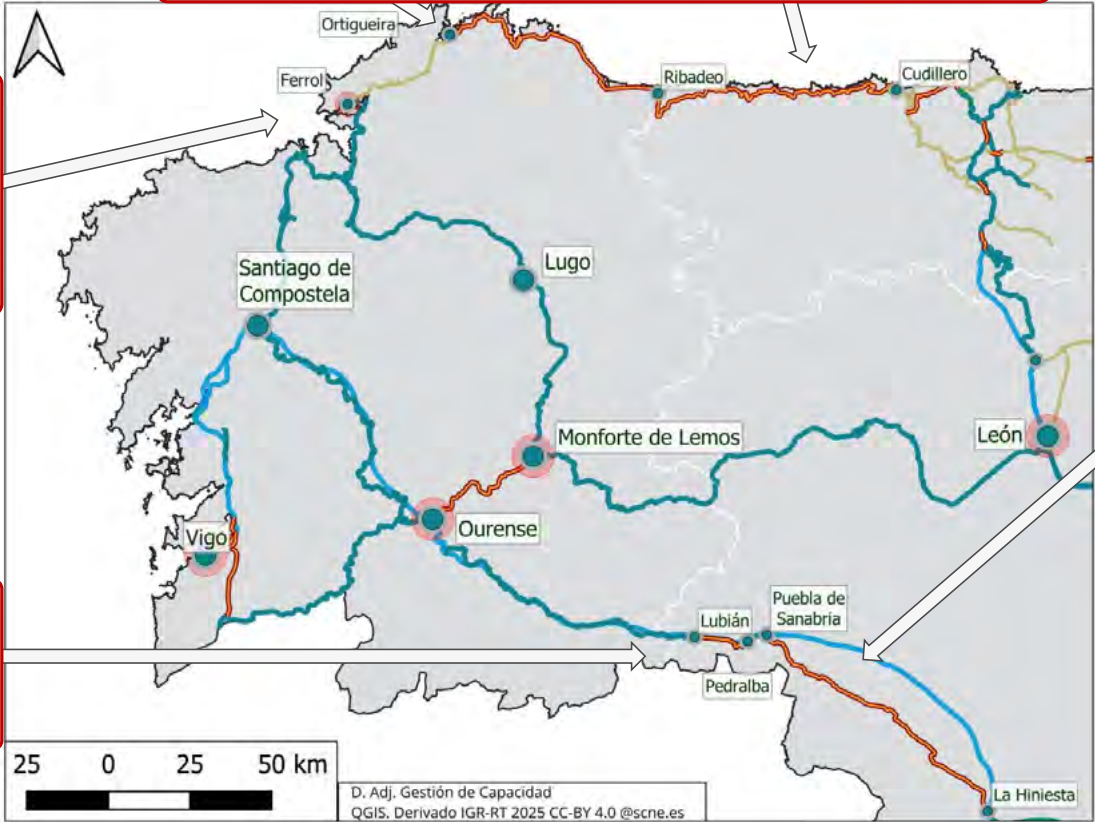 Ortigueira
Ferrol
Ribadeo
Cudillero
Santiago de
Compostela
Lugo
Monforte de Lemos
León
Vigo
Ourense
Lubián
Puebla de
Sanabria
Pedralba
La Hiniesta
25 0 25 50 km
D. Adj. Gestión de Capacidad
QGIS. Derivado IGR-RT 2025 CC-BY 4.0 @scne.es